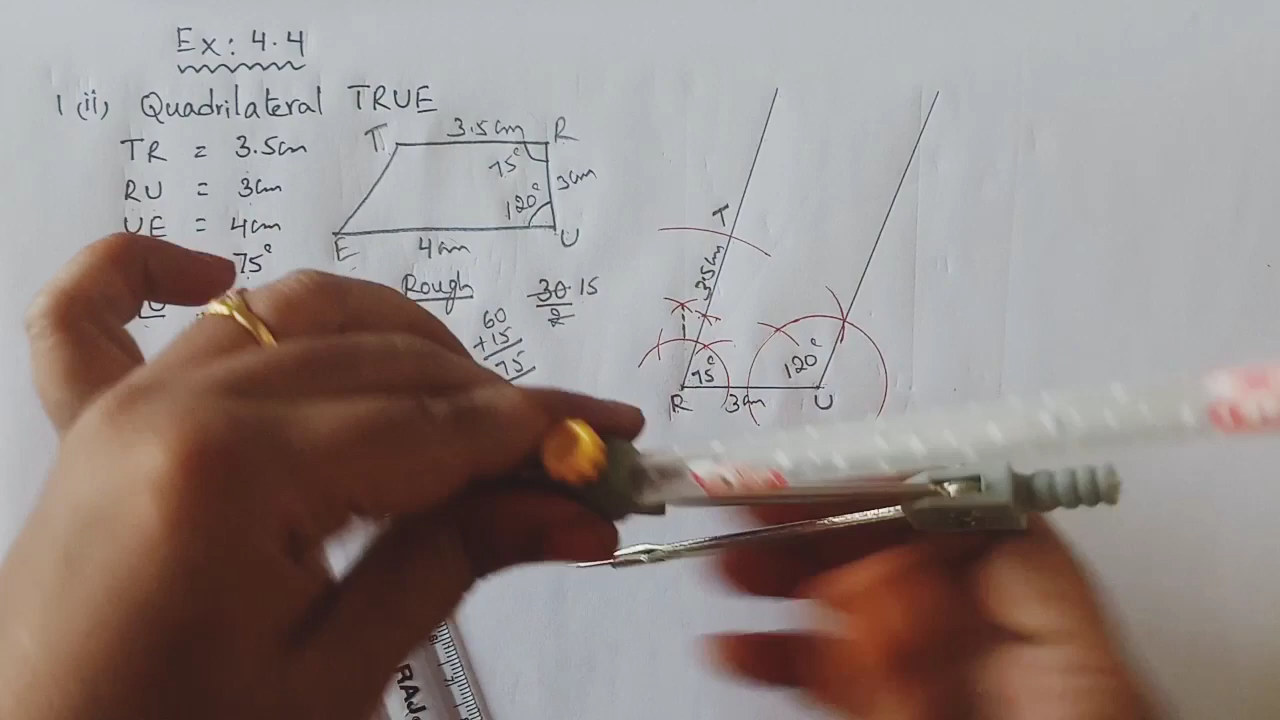 Ex: 4.4
1 (ii) Quadrilateral TRUE
TR = 3.5cm
RU = 3cm
UE = 4cm
75°
T 3.5cm R
75°
3cm
120°
E 4cm U
Rough
30 15
2
60
+15
75
T
3.5cm
75°
120°
R 3cm U